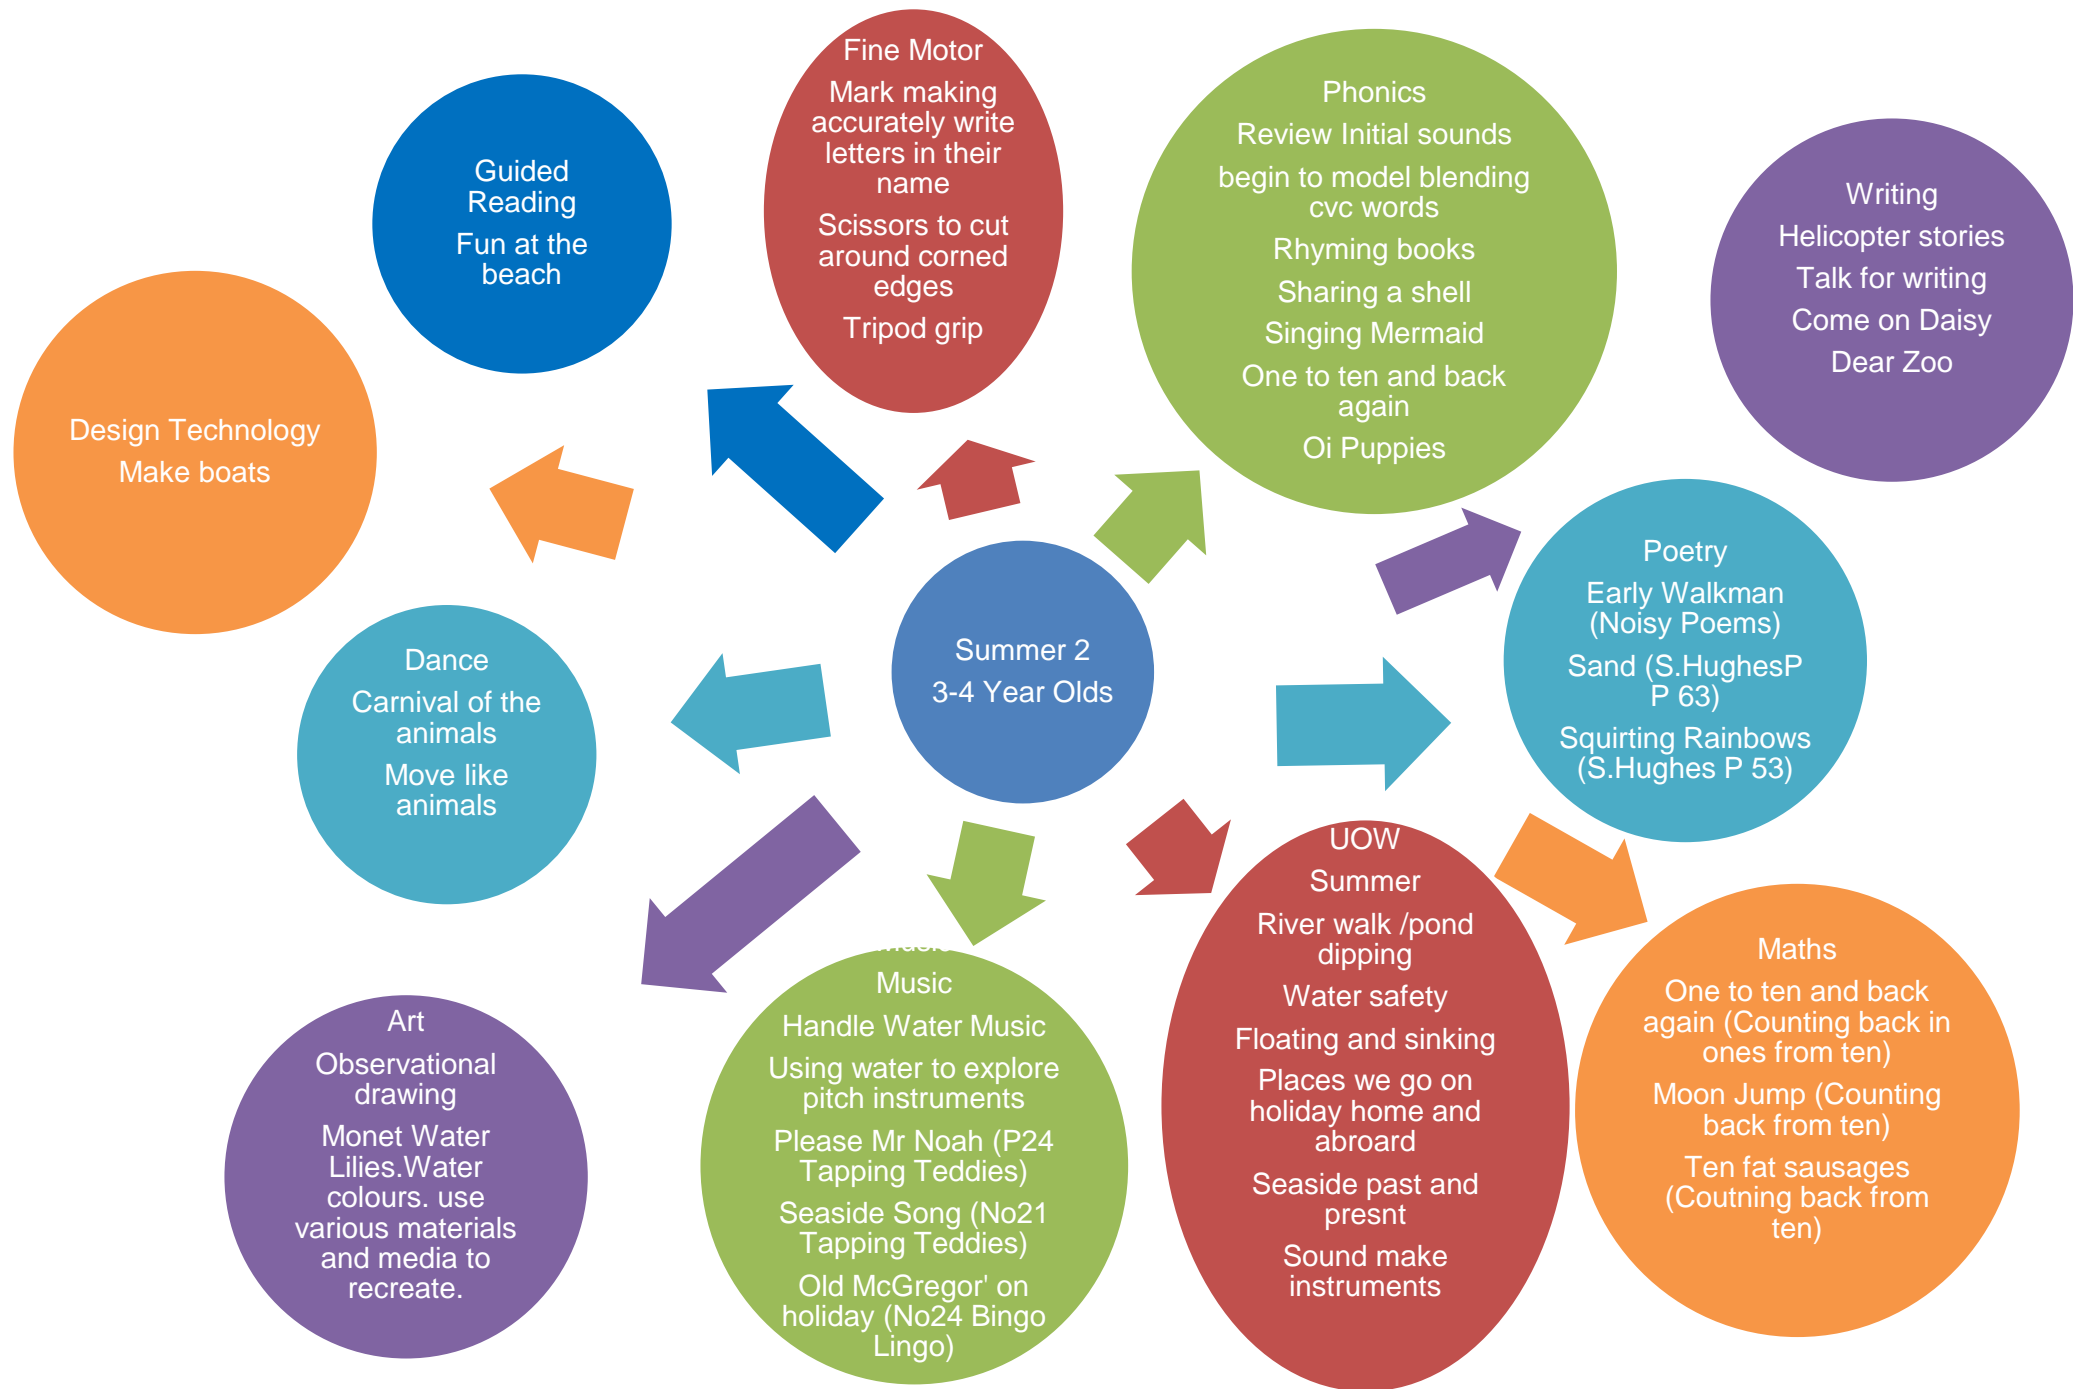 Fine Motor
Mark making
accurately write
letters in their
name
Scissors to cut
around corned
edges
Tripod grip
Phonics
Review Initial sounds
begin to model blending
cvc words
Rhyming books
Sharing a shell
Singing Mermaid
One to ten and back
again
Oi Puppies
Writing
Helicopter stories
Talk for writing
Come on Daisy
Dear Zoo
Guided
Reading
Fun at the
beach
Design Technology
Make boats
Poetry
Early Walkman
(Noisy Poems)
Sand (S.HughesP
P 63)
Squirting Rainbows
(S.Hughes P 53)
Summer 2
3-4 Year Olds
Dance
Carnival of the
animals
Move like
animals
UOW
Summer
River walk /pond
dipping
Water safety
Floating and sinking
Places we go on
holiday home and
abroard
Seaside past and
presnt
Sound make
instruments
Maths
One to ten and back
again (Counting back in
ones from ten)
Moon Jump (Counting
back from ten)
Ten fat sausages
(Coutning back from
ten)
Music
Music
Handle Water Music
Using water to explore
pitch instruments
Please Mr Noah (P24
Tapping Teddies)
Seaside Song (No21
Tapping Teddies)
Old McGregor' on
holiday (No24 Bingo
Lingo)
Art
Observational
drawing
Monet Water
Lilies.Water
colours. use
various materials
and media to
recreate.